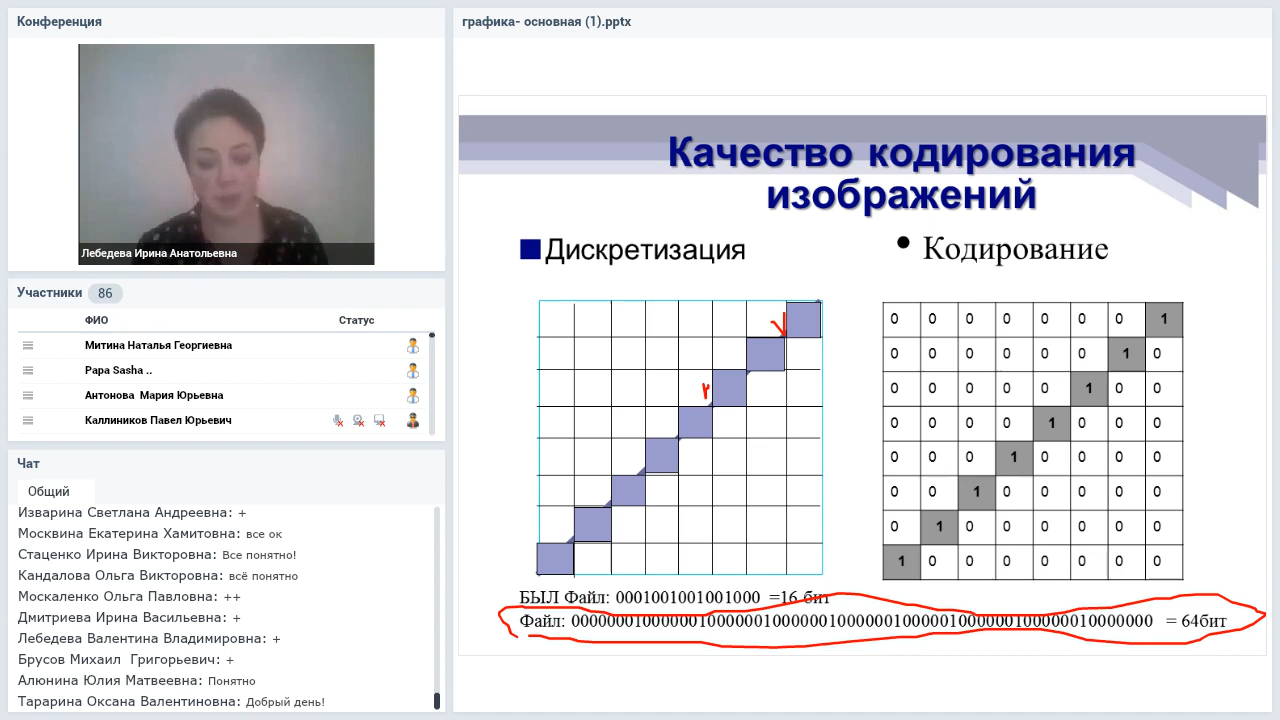 Конференция
Лебедева Ирина Анатольевна
Участники 86
ФИО Статус
Митина Наталья Георгиевна
Papa Sasha ..
Антонова Мария Юрьевна
Каллиников Павел Юрьевич
Чат
Общий
Изварина Светлана Андреевна: +
Москвина Екатерина Хамитовна: все ок
Стаценко Ирина Викторовна: Все понятно!
Кандалова Ольга Викторовна: всё понятно
Москаленко Ольга Павловна: ++
Дмитриева Ирина Васильевна: +
Лебедева Валентина Владимировна: +
Брусов Михаил Григорьевич: +
Алюнина Юлия Матвеевна: Понятно
Тарарина Оксана Валентиновна: Добрый день!
графика- основная (1).pptx
Качество кодирования
изображений
Дискретизация
• Кодирование
0 0 0 0 0 0 0 1
0 0 0 0 0 0 1 0
0 0 0 0 0 1 0 0
0 0 0 0 1 0 0 0
0 0 0 1 0 0 0 0
0 0 1 0 0 0 0 0
0 1 0 0 0 0 0 0
1 0 0 0 0 0 0 0
БЫЛ Файл: 0001001001001000 =16 бит
Файл: = 64бит